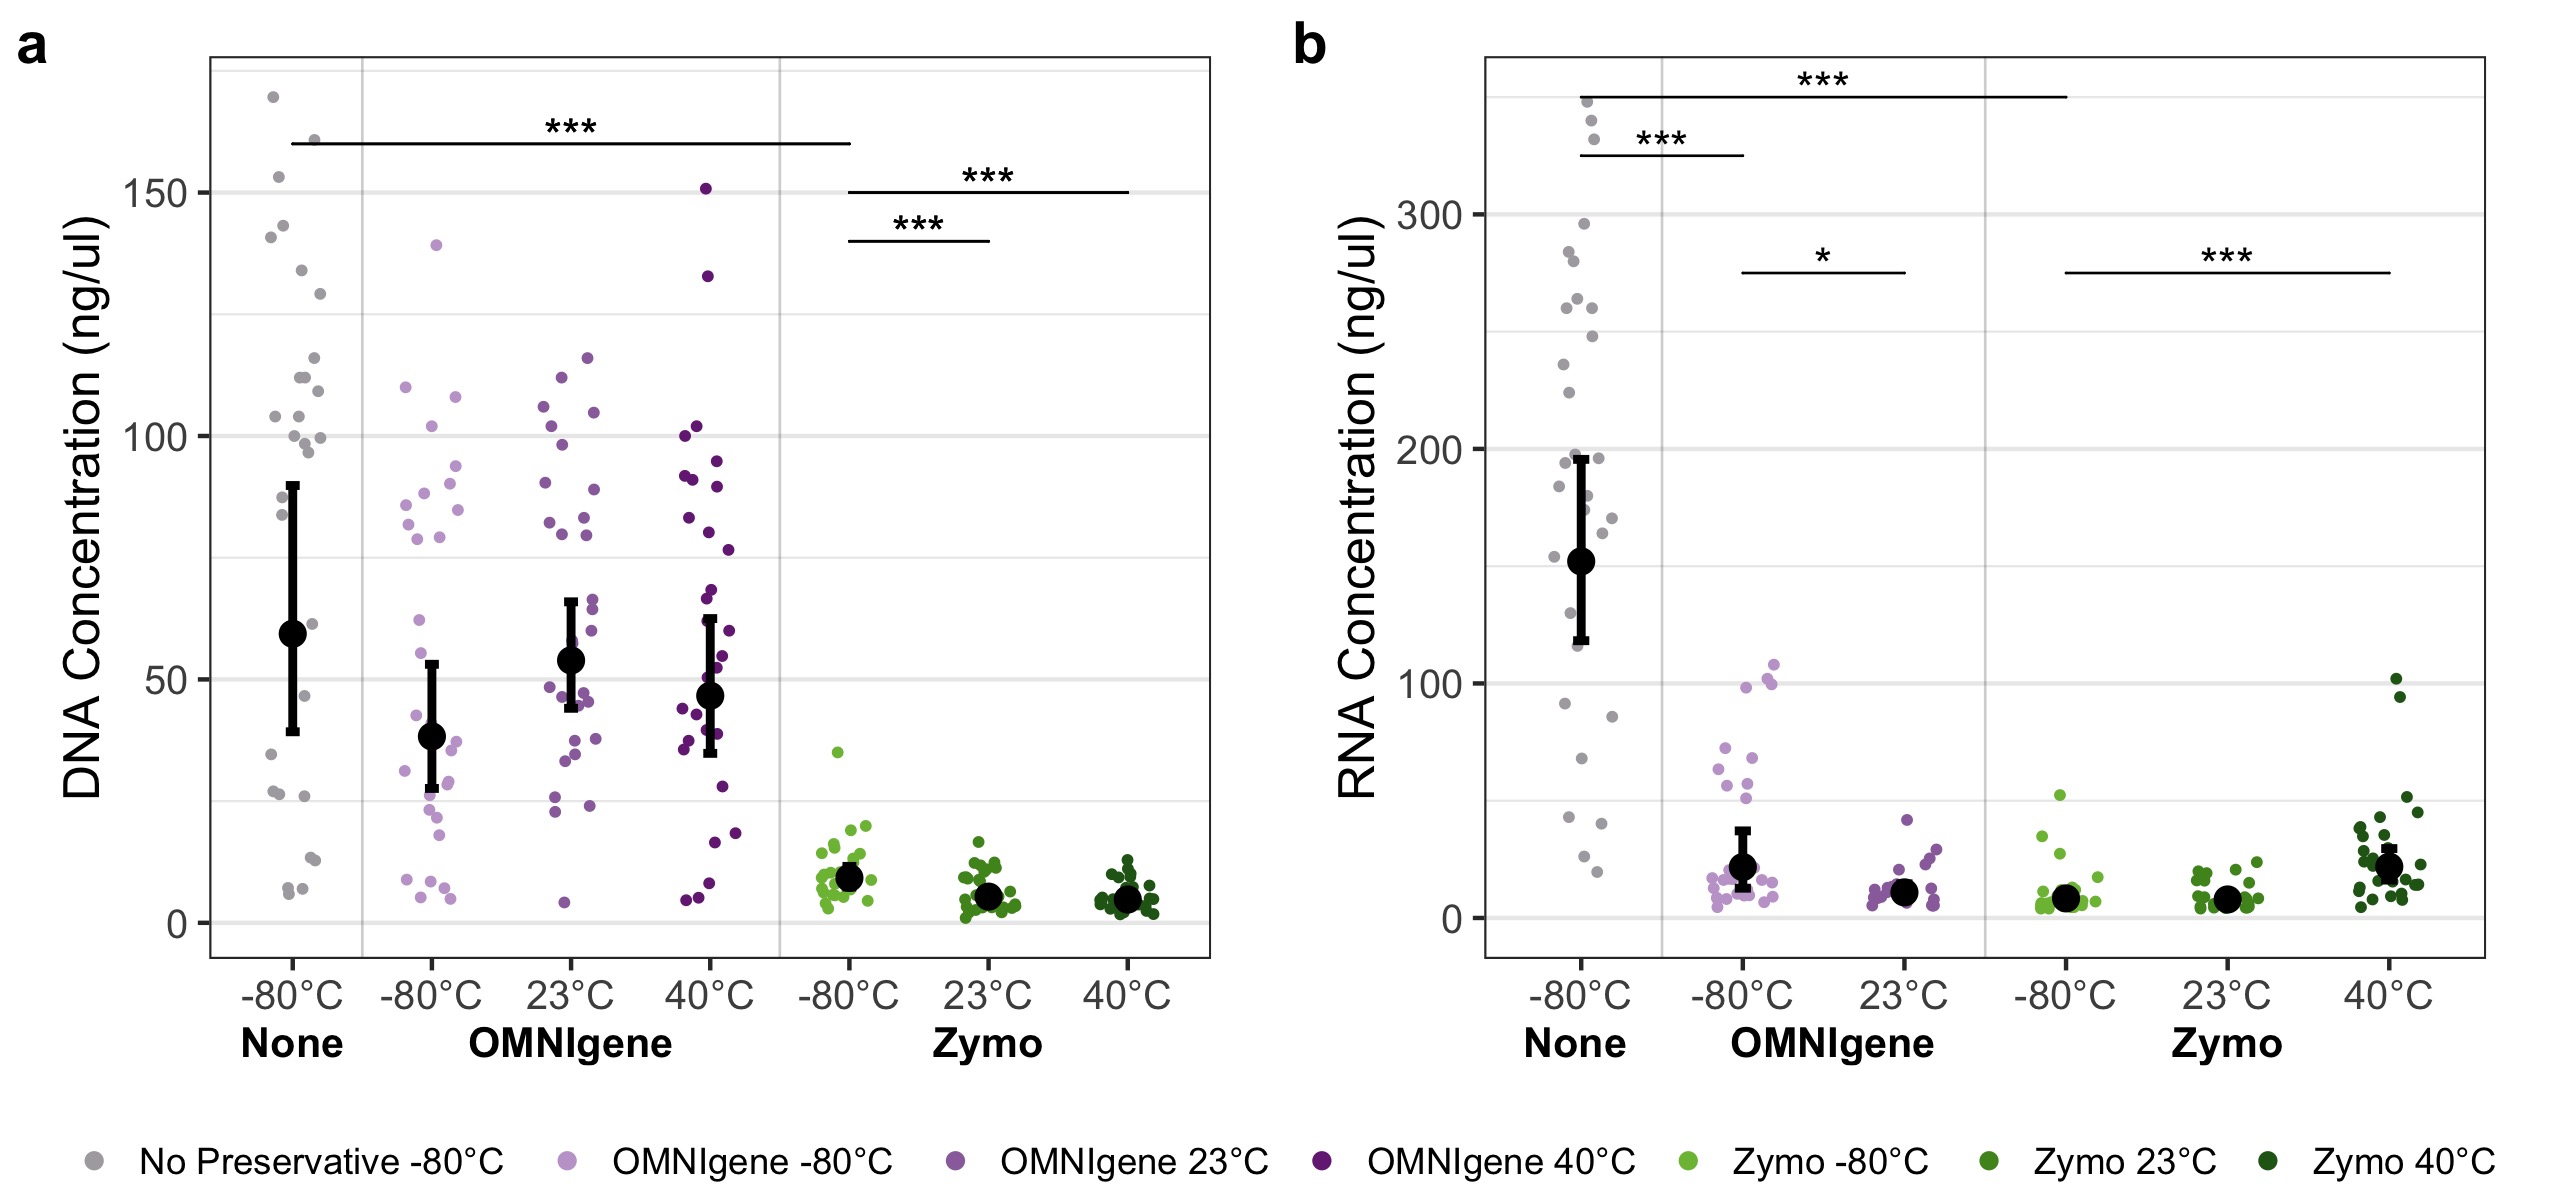 a
DNA Concentration (ng/ul)
150
100
50
0
***
***
***
-80°C -80°C 23°C 40°C -80°C 23°C 40°C
None OMNIgene Zymo
b
RNA Concentration (ng/ul)
300
200
100
0
***
***
*
***
-80°C -80°C 23°C -80°C 23°C 40°C
None OMNIgene Zymo
No Preservative -80°C OMNIgene -80°C OMNIgene 23°C OMNIgene 40°C Zymo -80°C Zymo 23°C Zymo 40°C